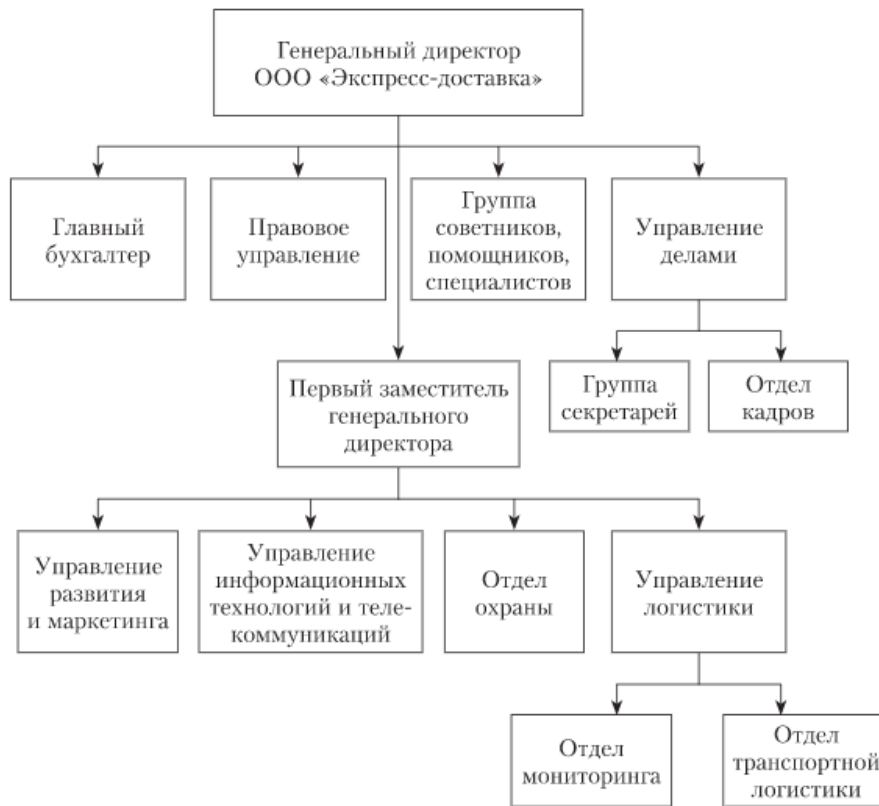 Генеральный директор
ООО «Экспресс-доставка»
Главный
бухгалтер
Правовое
управление
Группа
советников,
помощников,
специалистов
Управление
делами
Группа
секретарей
Отдел
кадров
Первый заместитель
генерального
директора
Управление
развития
и маркетинга
Управление
информационных
технологий и теле-
коммуникаций
Отдел
охраны
Управление
логистики
Отдел
мониторинга
Отдел
транспортной
логистики